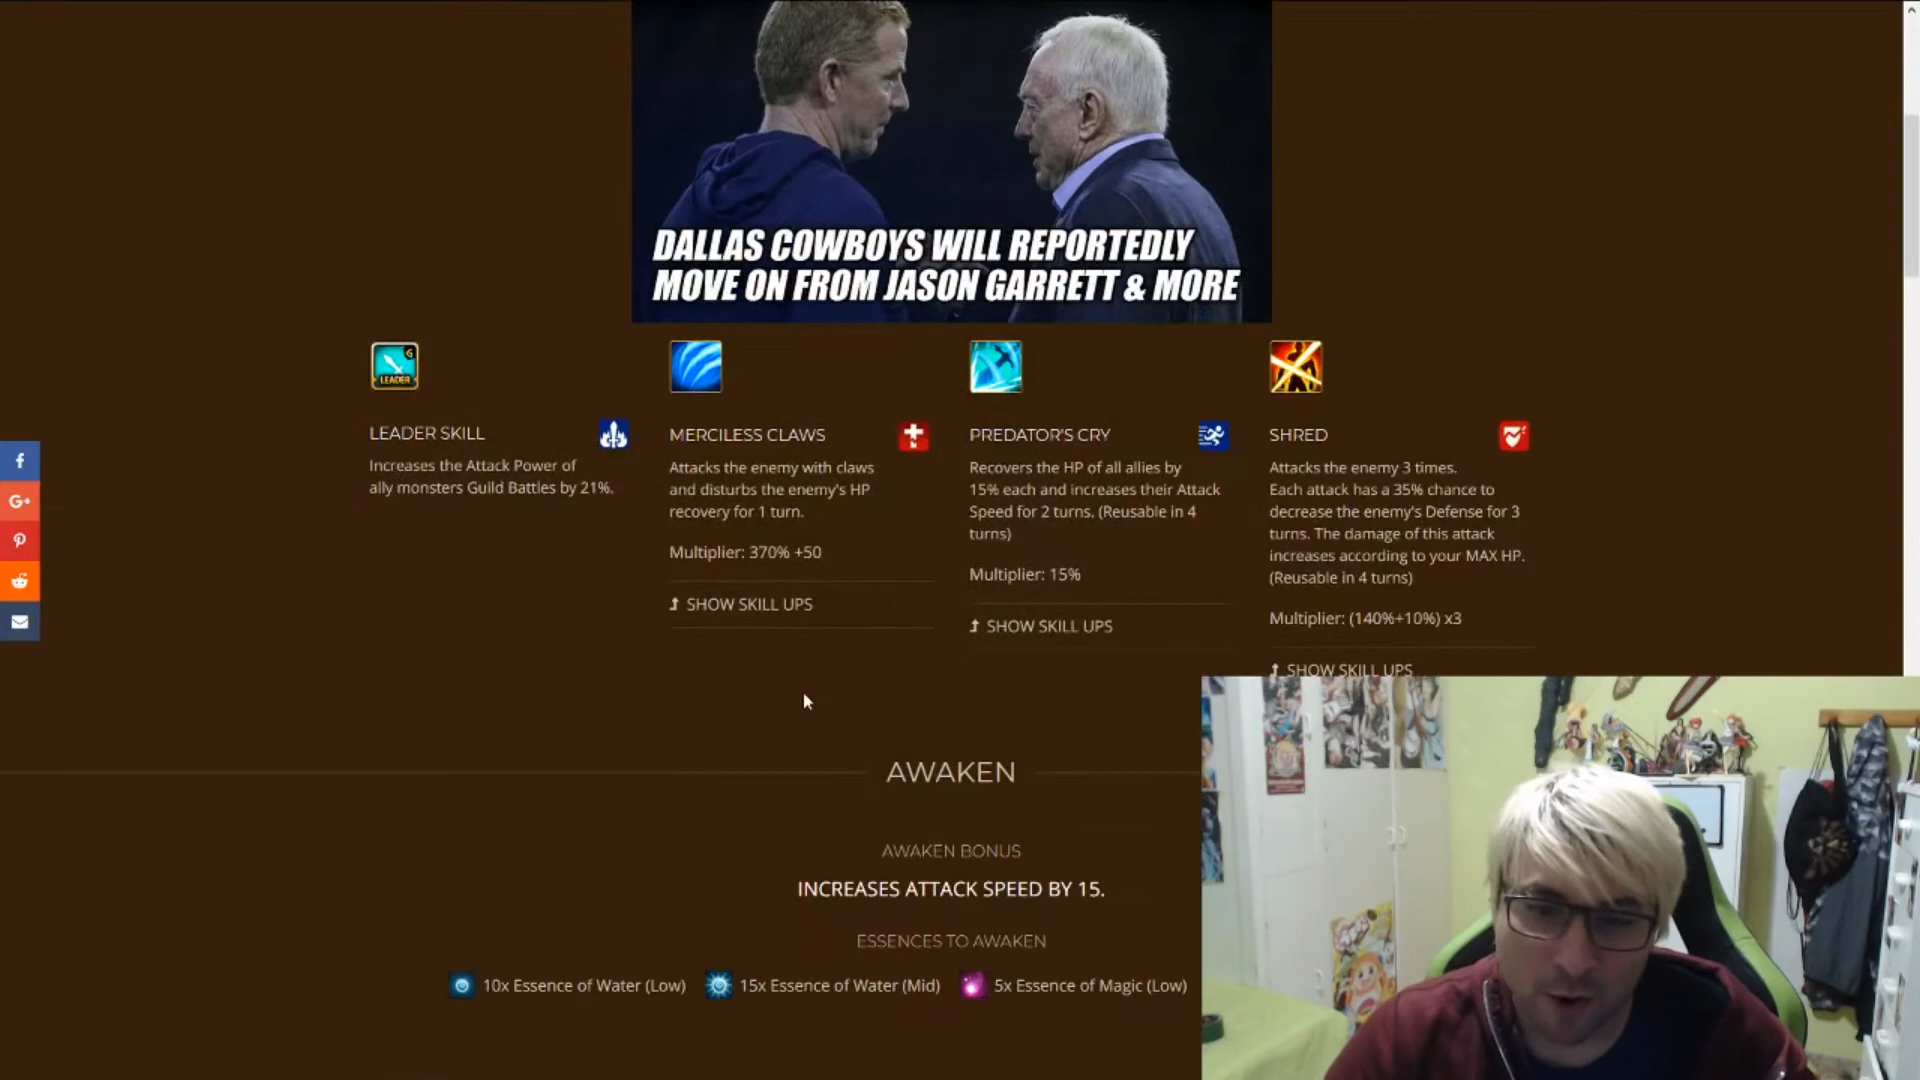 DALLAS COWBOYS WILL REPORTEDLY
MOVE ON FROM JASON GARRETT & MORE
G
LEADER
LEADER SKILL
Increases the Attack Power of
ally monsters Guild Battles by 21%.
MERCILESS CLAWS
Attacks the enemy with claws
and disturbs the enemy's HP
recovery for 1 turn.
Multiplier: 370% +50
SHOW SKILL UPS
PREDATOR'S CRY
Recovers the HP of all allies by
15% each and increases their Attack
Speed for 2 turns. (Reusable in 4
turns)
Multiplier: 15%
SHOW SKILL UPS
SHRED
Attacks the enemy 3 times.
Each attack has a 35% chance to
decrease the enemy's Defense for 3
turns. The damage of this attack
increases according to your MAX HP.
(Reusable in 4 turns)
Multiplier: (140%+10%) x3
SHOW SKILL UPS
f
G+
AWAKEN
AWAKEN BONUS
INCREASES ATTACK SPEED BY 15.
ESSENCES TO AWAKEN
10x Essence of Water (Low) 15x Essence of Water (Mid) 5x Essence of Magic (Low)